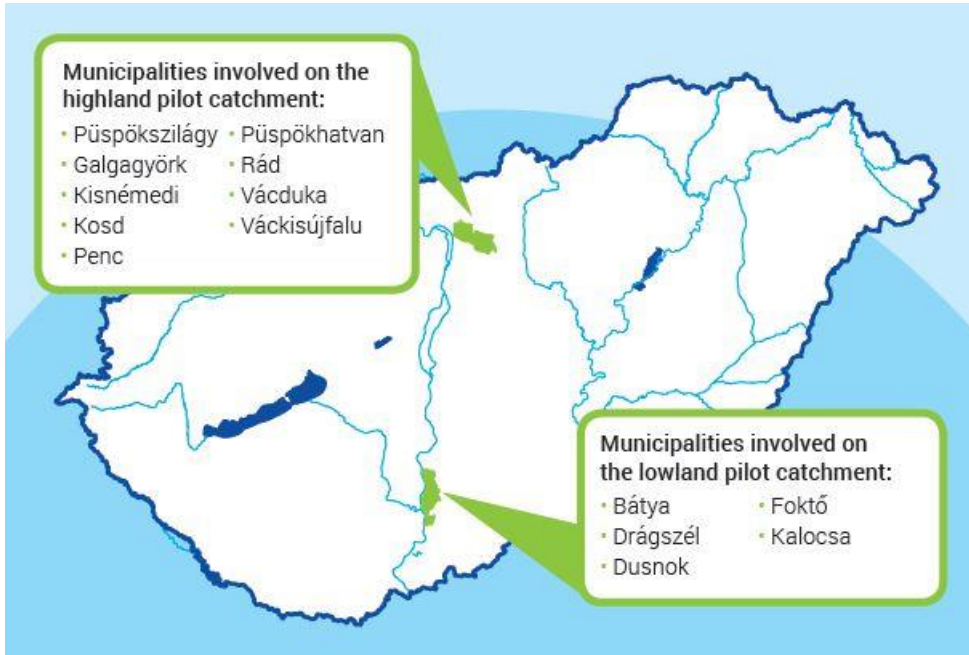 Municipalities involved on the
highland pilot catchment:
• Püspökszilágy • Püspökhatvan
• Galgagyörk • Rád
• Kisnémedi • Vácduka
• Kosd • Váckisújfalu
• Penc
Municipalities involved on
the lowland pilot catchment:
• Bátya • Foktő
• Drágszél • Kalocsa
• Dusnok